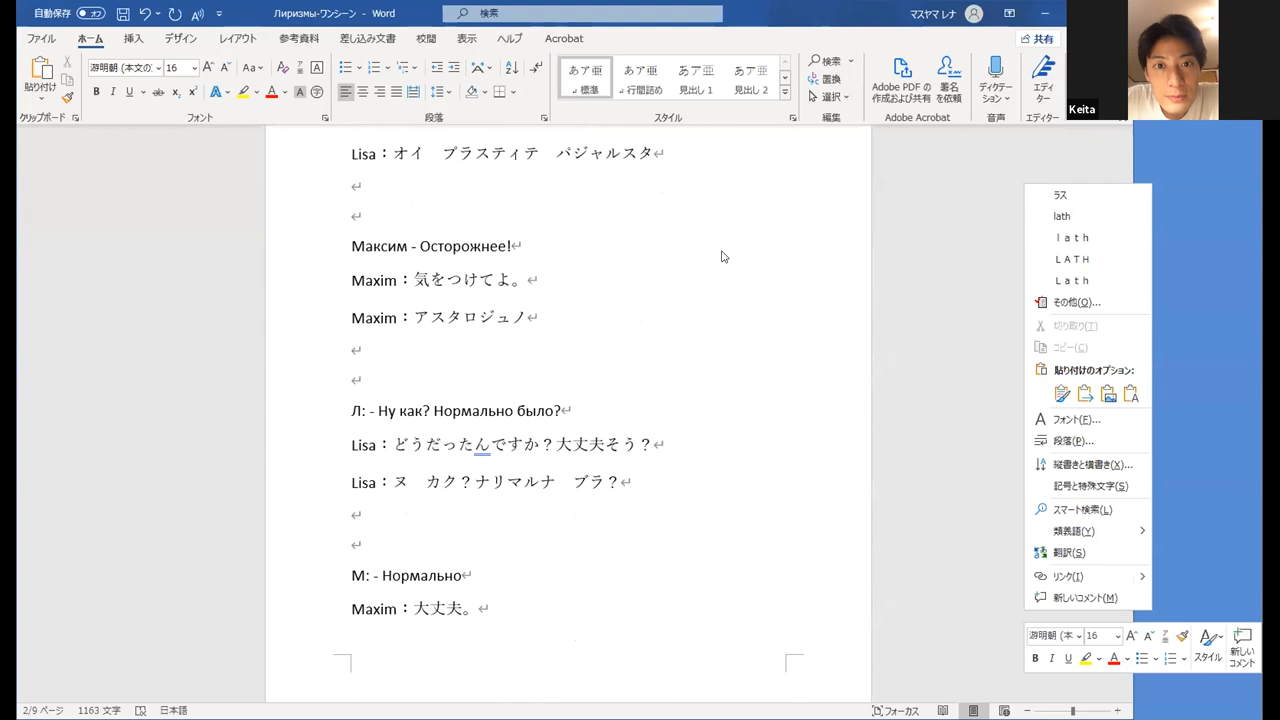 自動保存 オフ Лиризмы-ワンシーン - Word 検索 マスヤマ レナ
ファイル ホーム 挿入 デザイン レイアウト 参考資料 差し込み文書 校閲 表示 ヘルプ Acrobat 共有
貼り付け 游明朝 (本文の 16 あア亜 あア亜 あア亜 あア亜 検索 Adobe PDF の 署名 ディクテー エディ
標準 行間詰め 見出し 1 見出し 2 置換 作成および共有 を依頼 ション ター
選択
クリップボード フォント 段落 スタイル 編集 Adobe Acrobat 音声 エディター
Keita
Lisa：オイ　プラスティテ　パジャルスタ
Максим - Осторожнее!
Maxim：気をつけてよ。
Maxim：アスタロジュノ
Л: - Ну как? Нормально было?
Lisa：どうだったんですか？大丈夫そう？
Lisa：ヌ　カク？ナリマルナ　ブラ？
М: - Нормально
Maxim：大丈夫。
ラス
lath
ｌａｔｈ
ＬＡＴＨ
Ｌａｔｈ
その他(O)...
切り取り(T)
コピー(C)
貼り付けのオプション:
フォント(F)...
段落(P)...
縦書きと横書き(X)...
記号と特殊文字(S)
スマート検索(L)
類義語(Y)
翻訳(S)
リンク(I)
新しいコメント(M)
游明朝 (本 16 スタイル 新しい
コメント
B I U
2/9 ページ 1163 文字 日本語 フォーカス